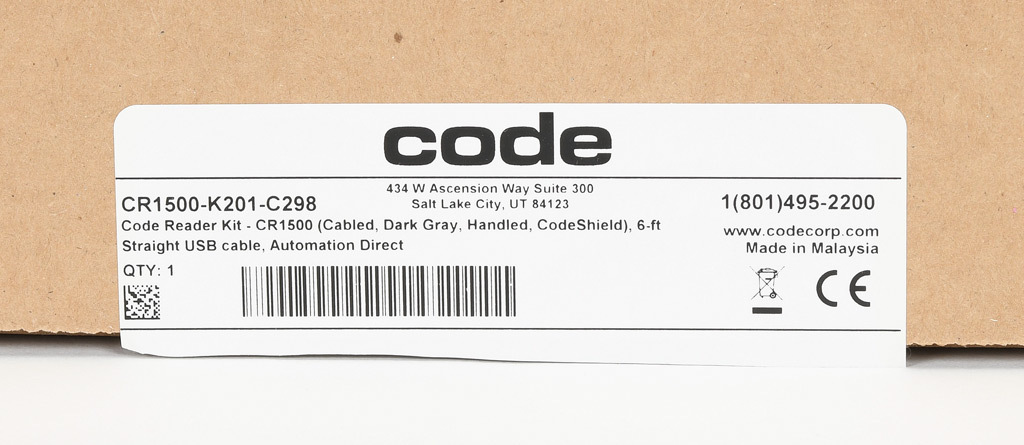 code
434 W Ascension Way Suite 300
Salt Lake City, UT 84123
CR1500-K201-C298
1(801)495-2200
Code Reader Kit - CR1500 (Cabled, Dark Gray, Handled, CodeShield), 6-ft
Straight USB cable, Automation Direct
www.codecorp.com
Made in Malaysia
QTY: 1
CE